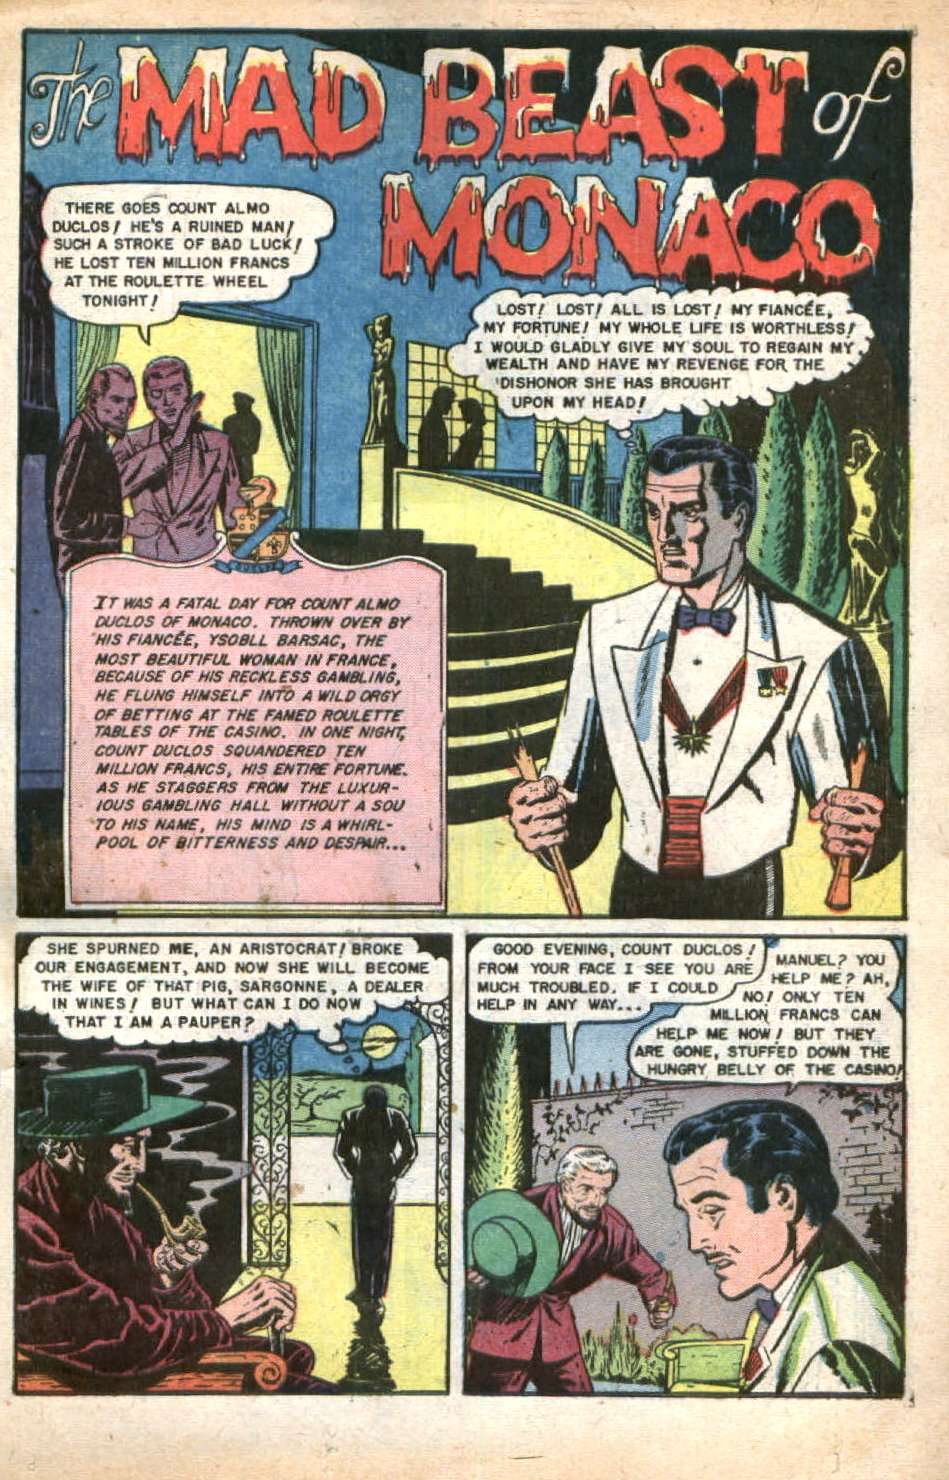 The MAD BEAST of
MONACO
THERE GOES COUNT ALMO
DUCLOS! HE'S A RUINED MAN!
SUCH A STROKE OF BAD LUCK!
HE LOST TEN MILLION FRANCS
AT THE ROULETTE WHEEL
TONIGHT!
LOST! LOST! ALL IS LOST! MY FIANCÉE,
MY FORTUNE! MY WHOLE LIFE IS WORTHLESS!
I WOULD GLADLY GIVE MY SOUL TO REGAIN MY
WEALTH AND HAVE MY REVENGE FOR THE
DISHONOR SHE HAS BROUGHT
UPON MY HEAD!
IT WAS A FATAL DAY FOR COUNT ALMO
DUCLOS OF MONACO. THROWN OVER BY
HIS FIANCÉE, YSOBLL BARSAC, THE
MOST BEAUTIFUL WOMAN IN FRANCE,
BECAUSE OF HIS RECKLESS GAMBLING,
HE FLUNG HIMSELF INTO A WILD ORGY
OF BETTING AT THE FAMED ROULETTE
TABLES OF THE CASINO. IN ONE NIGHT,
COUNT DUCLOS SQUANDERED TEN
MILLION FRANCS, HIS ENTIRE FORTUNE.
AS HE STAGGERS FROM THE LUXUR-
IOUS GAMBLING HALL WITHOUT A SOU
TO HIS NAME, HIS MIND IS A WHIRL-
POOL OF BITTERNESS AND DESPAIR...
SHE SPURNED ME, AN ARISTOCRAT! BROKE
OUR ENGAGEMENT, AND NOW SHE WILL BECOME
THE WIFE OF THAT PIG, SARGONNE, A DEALER
IN WINES! BUT WHAT CAN I DO NOW
THAT I AM A PAUPER?
GOOD EVENING, COUNT DUCLOS!
FROM YOUR FACE I SEE YOU ARE
MUCH TROUBLED. IF I COULD
HELP IN ANY WAY...
MANUEL? YOU
HELP ME? AH,
NO! ONLY TEN
MILLION FRANCS CAN
HELP ME NOW! BUT THEY
ARE GONE, STUFFED DOWN THE
HUNGRY BELLY OF THE CASINO!